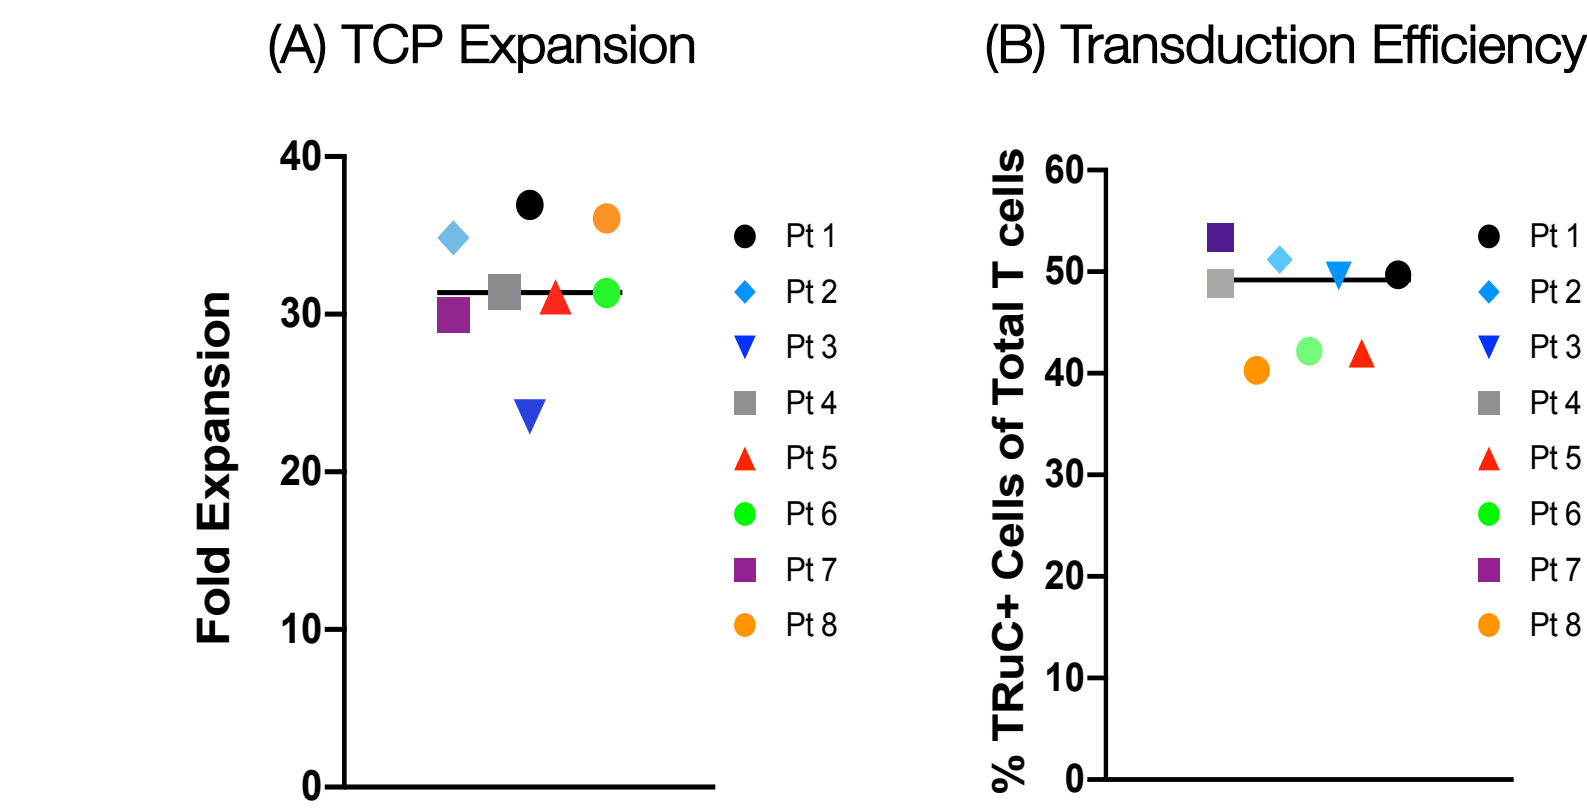 (A) TCP Expansion
Fold Expansion
40
30
20
10
0
Pt 1
Pt 2
Pt 3
Pt 4
Pt 5
Pt 6
Pt 7
Pt 8
(B) Transduction Efficiency
% TRuC+ Cells of Total T cells
60
50
40
30
20
10
0
Pt 1
Pt 2
Pt 3
Pt 4
Pt 5
Pt 6
Pt 7
Pt 8